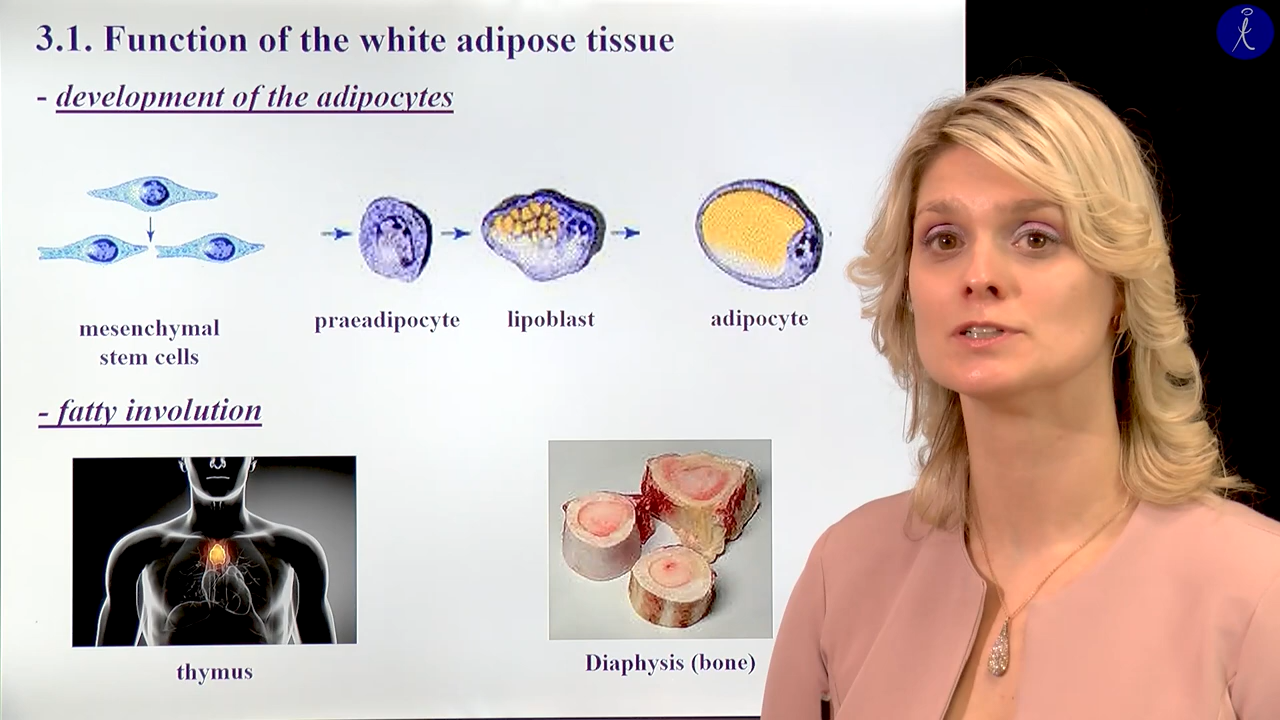 3.1. Function of the white adipose tissue
- development of the adipocytes
praeadipocyte
lipoblast
adipocyte
mesenchymal
stem cells
- fatty involution
thymus
Diaphysis (bone)